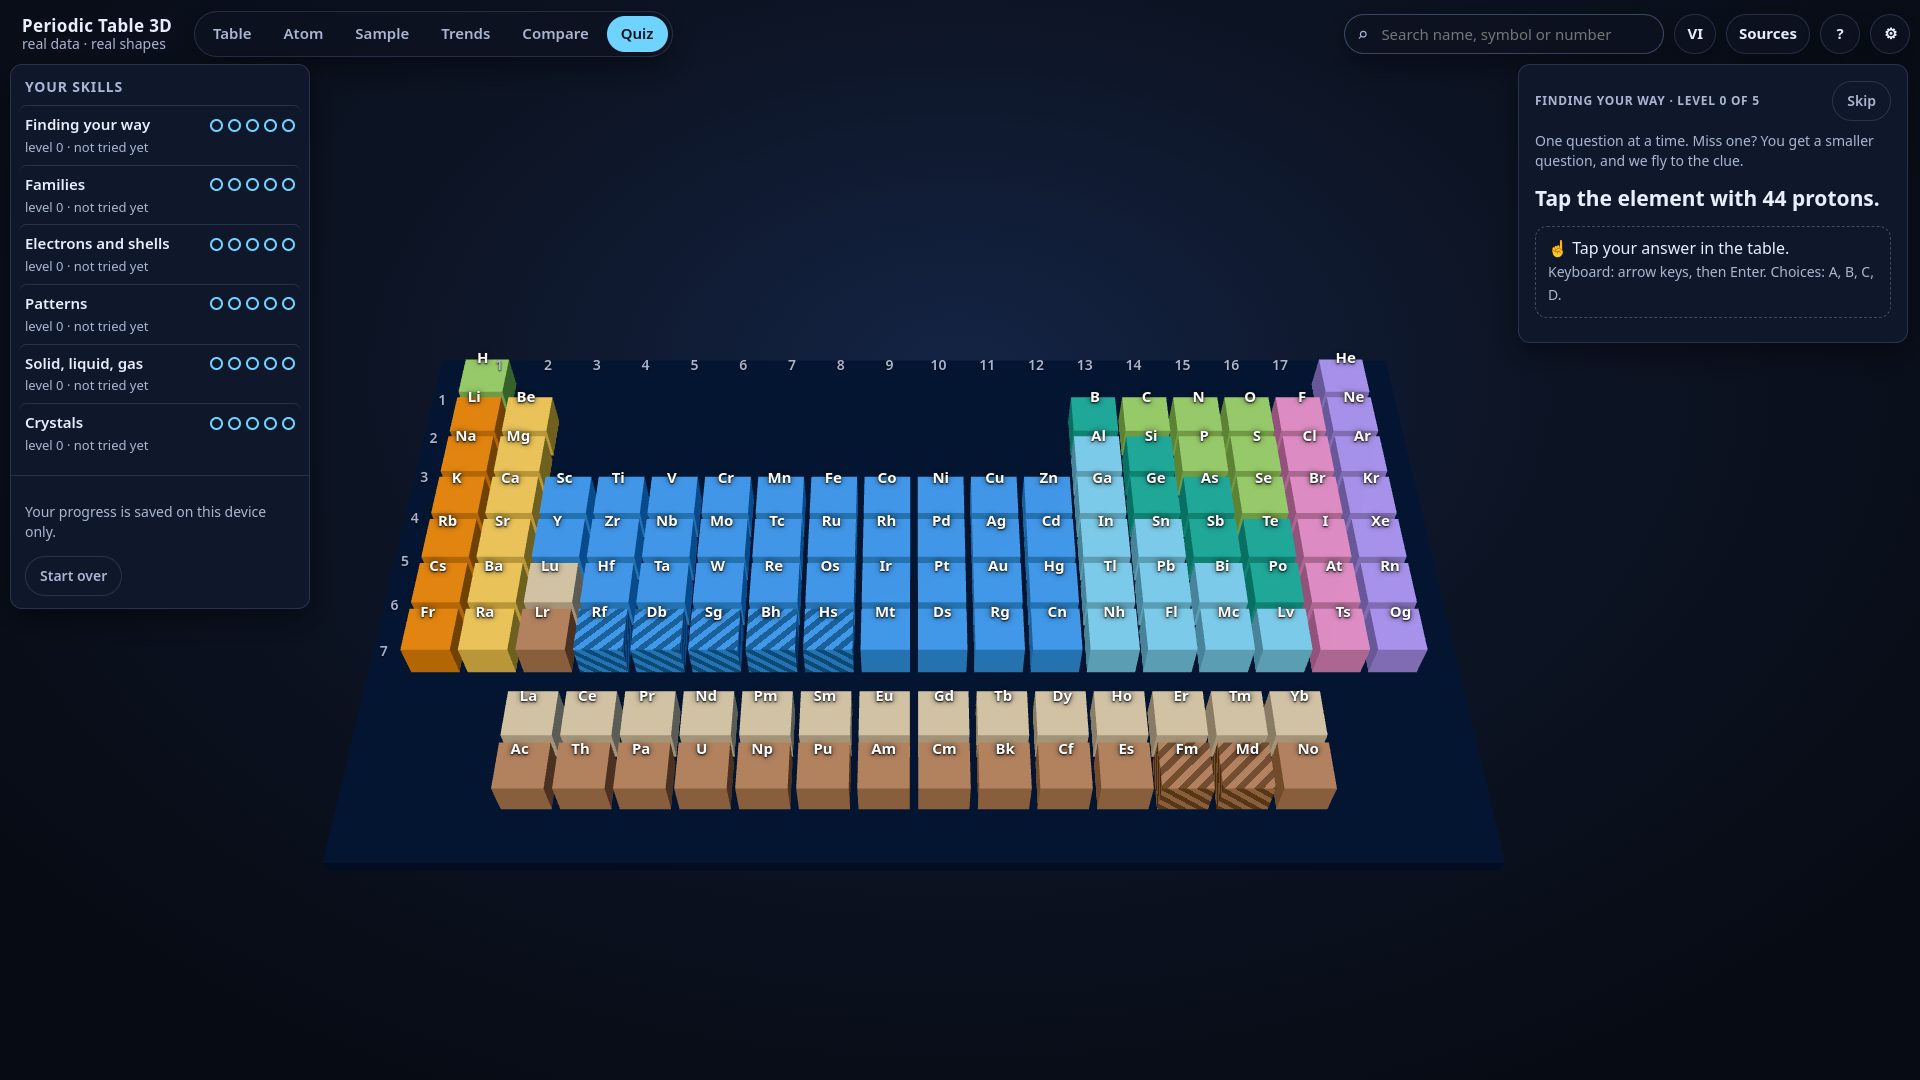 Periodic Table 3D
real data · real shapes
Table Atom Sample Trends Compare Quiz
Search name, symbol or number
VI Sources ? ⚙
YOUR SKILLS
Finding your way
level 0 · not tried yet
Families
level 0 · not tried yet
Electrons and shells
level 0 · not tried yet
Patterns
level 0 · not tried yet
Solid, liquid, gas
level 0 · not tried yet
Crystals
level 0 · not tried yet
Your progress is saved on this device
only.
Start over
FINDING YOUR WAY · LEVEL 0 OF 5
Skip
One question at a time. Miss one? You get a smaller
question, and we fly to the clue.
Tap the element with 44 protons.
☝ Tap your answer in the table.
Keyboard: arrow keys, then Enter. Choices: A, B, C,
D.
H 1 2 3 4 5 6 7 8 9 10 11 12 13 14 15 16 17 He
1 Li Be B C N O F Ne
2 Na Mg Al Si P S Cl Ar
3 K Ca Sc Ti V Cr Mn Fe Co Ni Cu Zn Ga Ge As Se Br Kr
4 Rb Sr Y Zr Nb Mo Tc Ru Rh Pd Ag Cd In Sn Sb Te I Xe
5 Cs Ba Lu Hf Ta W Re Os Ir Pt Au Hg Tl Pb Bi Po At Rn
6 Fr Ra Lr Rf Db Sg Bh Hs Mt Ds Rg Cn Nh Fl Mc Lv Ts Og
7
La Ce Pr Nd Pm Sm Eu Gd Tb Dy Ho Er Tm Yb
Ac Th Pa U Np Pu Am Cm Bk Cf Es Fm Md No